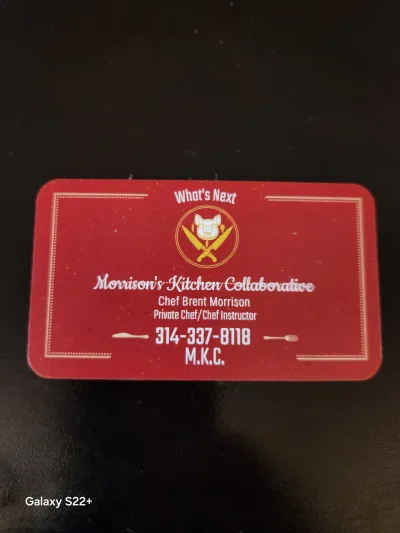 What's Next
Morrison's Kitchen Collaborative
Chef Brent Morrison
Private Chef/Chef Instructor
314-337-8118
M.K.C.
Galaxy S22+